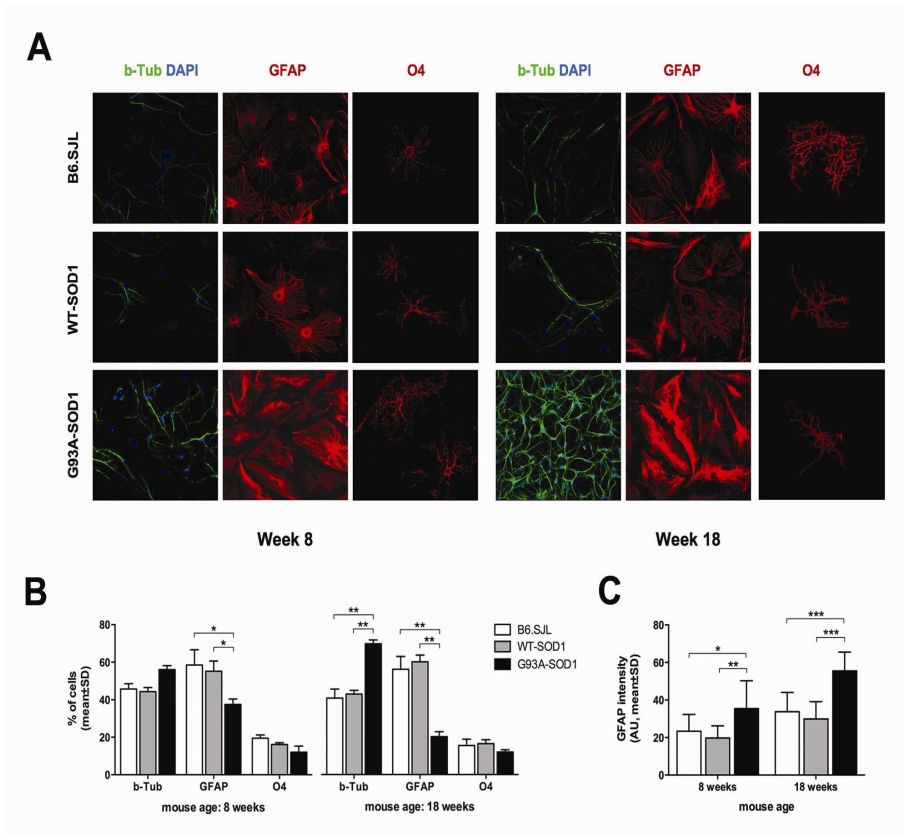 A
b-Tub DAPI GFAP O4 b-Tub DAPI GFAP O4
B6.SJL
WT-SOD1
G93A-SOD1
Week 8 Week 18
B
% of cells
(mean±SD)
80
60
40
20
0
* *
b-Tub GFAP O4
mouse age: 8 weeks
** ** ** **
b-Tub GFAP O4
mouse age: 18 weeks
B6.SJL
WT-SOD1
G93A-SOD1
C
GFAP intensity
(AU, mean±SD)
80
60
40
20
0
* ** *** ***
8 weeks 18 weeks
mouse age